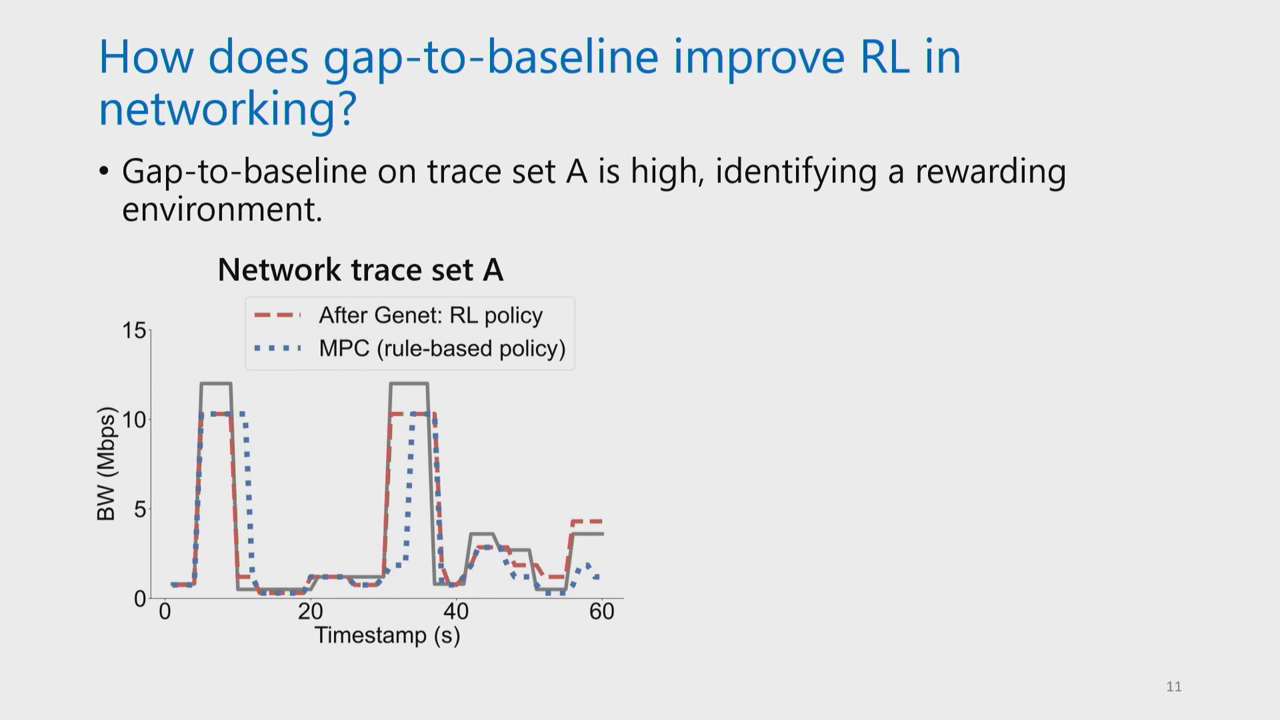 How does gap-to-baseline improve RL in
networking?
• Gap-to-baseline on trace set A is high, identifying a rewarding
environment.
Network trace set A
After Genet: RL policy
MPC (rule-based policy)
15
10
5
0
BW (Mbps)
0 20 40 60
Timestamp (s)
11